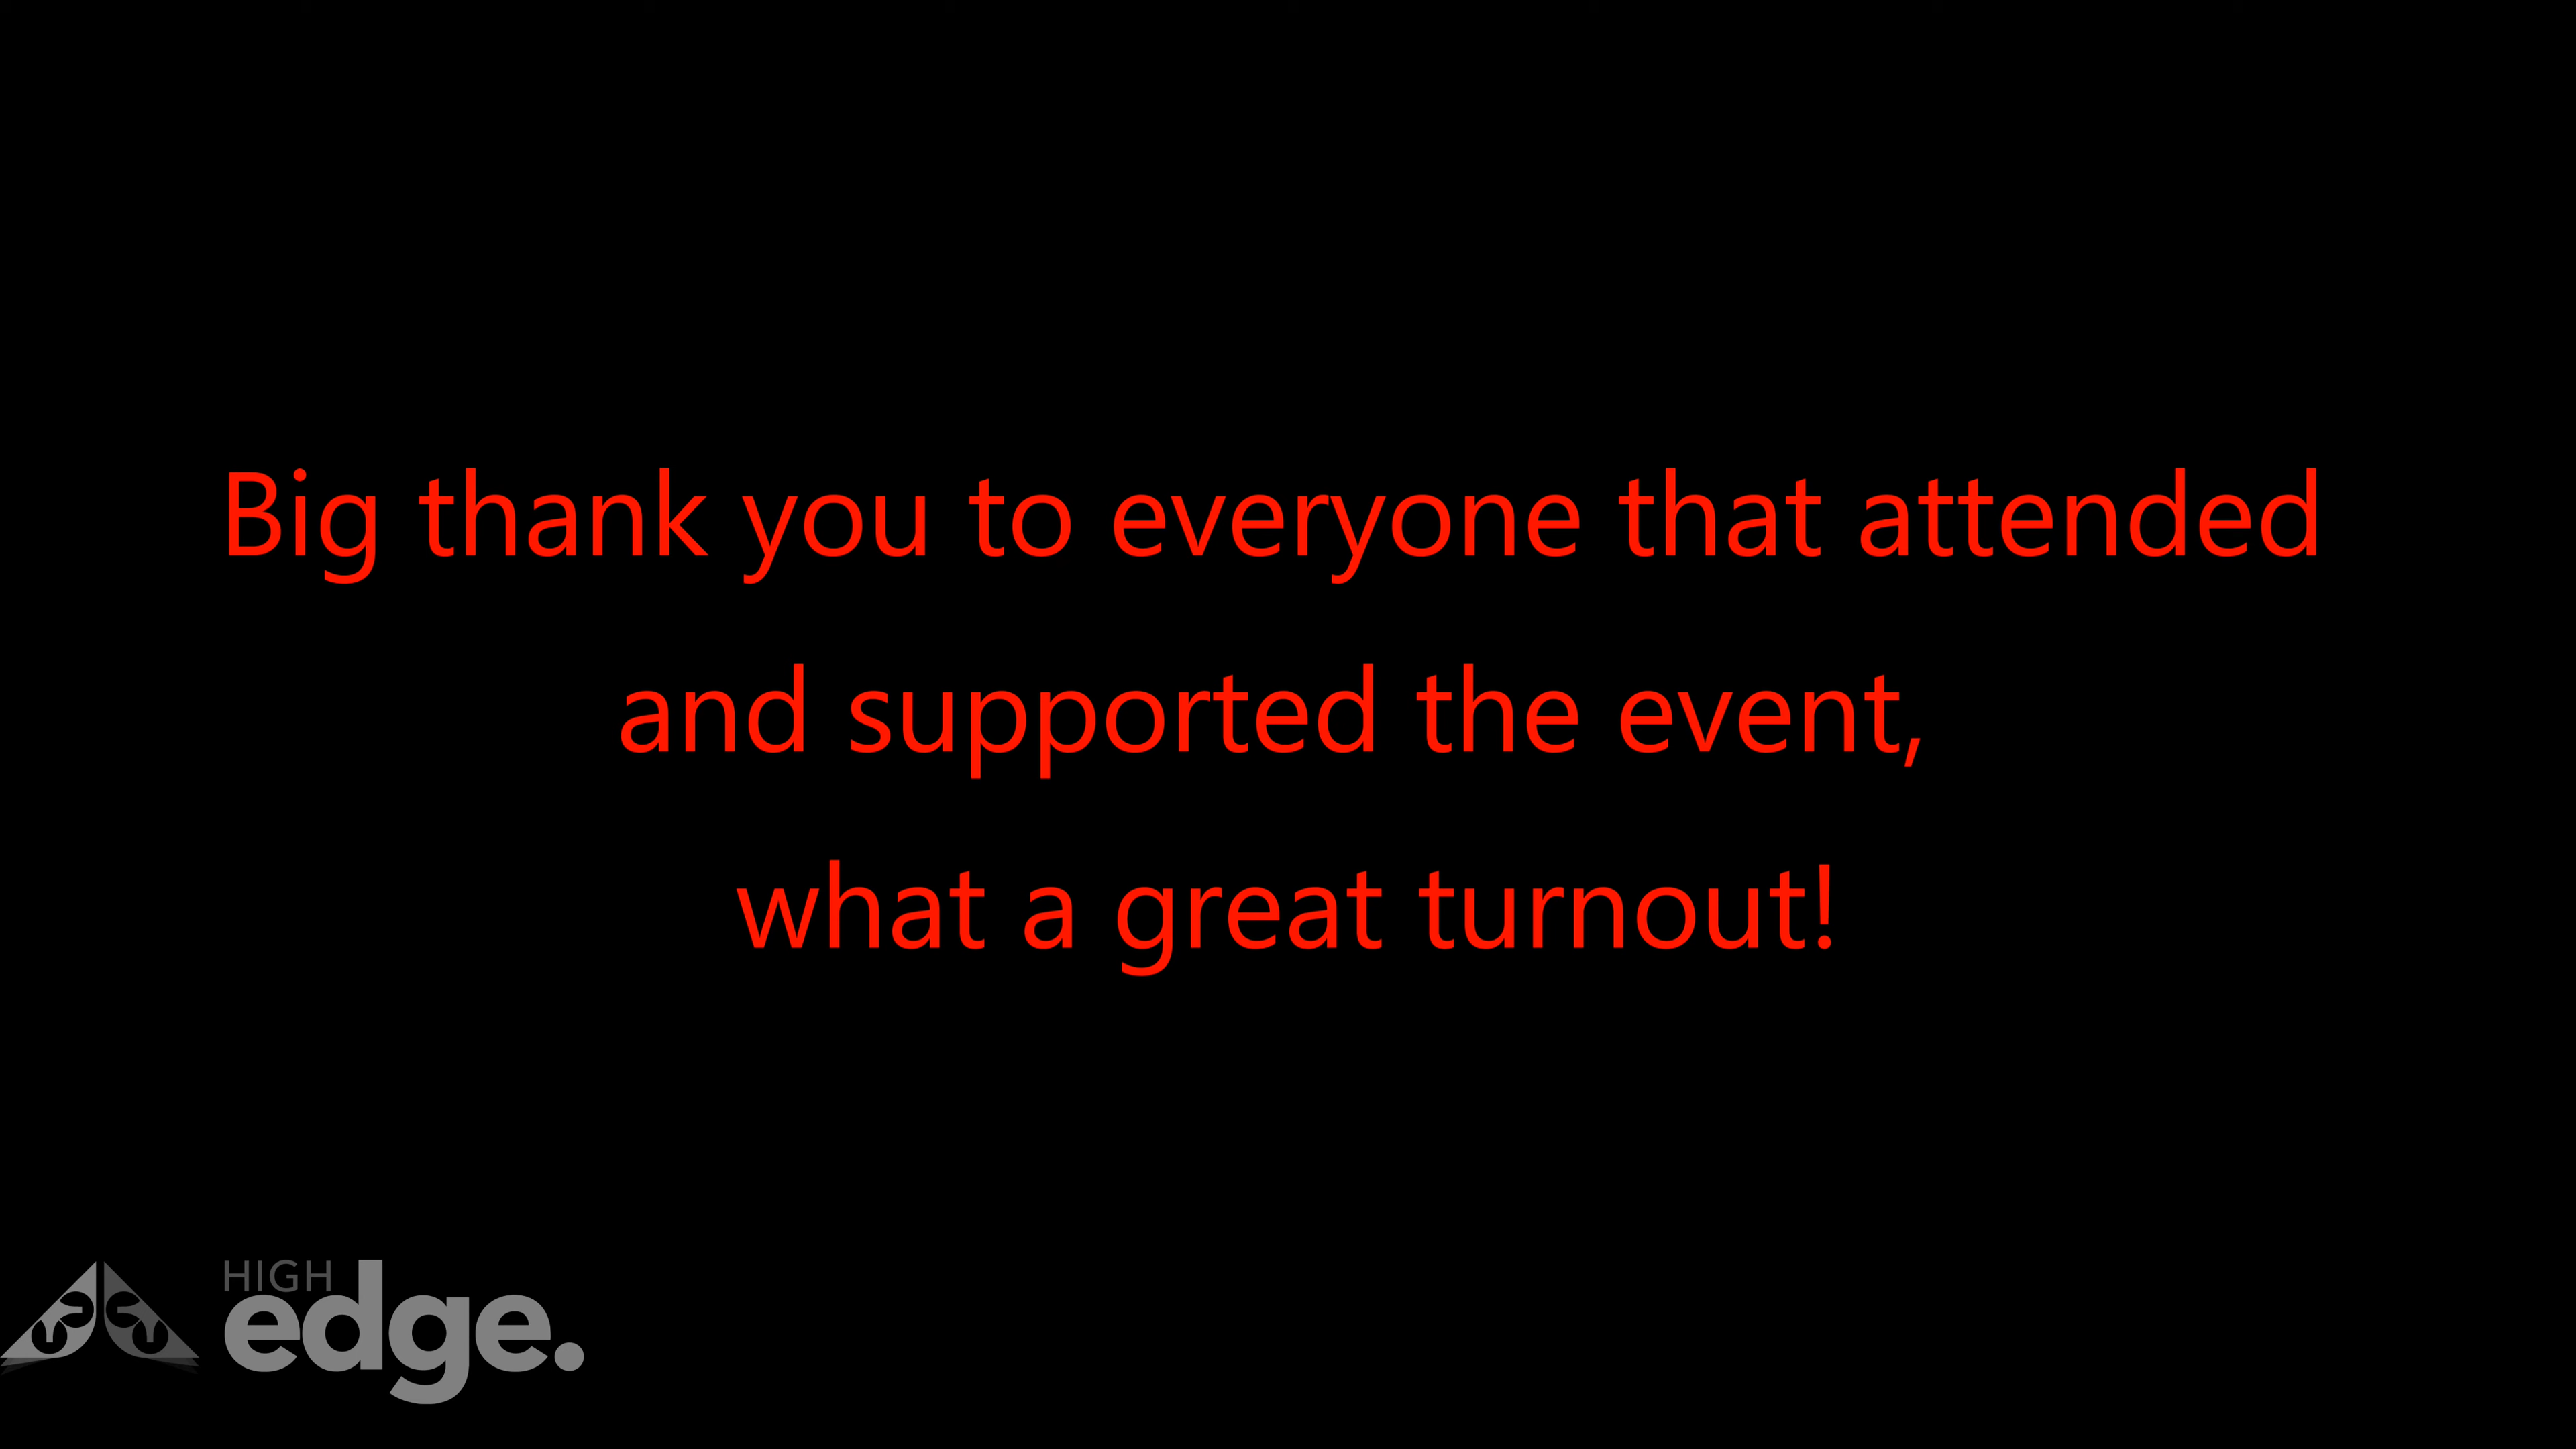 Big thank you to everyone that attended
and supported the event,
what a great turnout!
HIGH
edge.